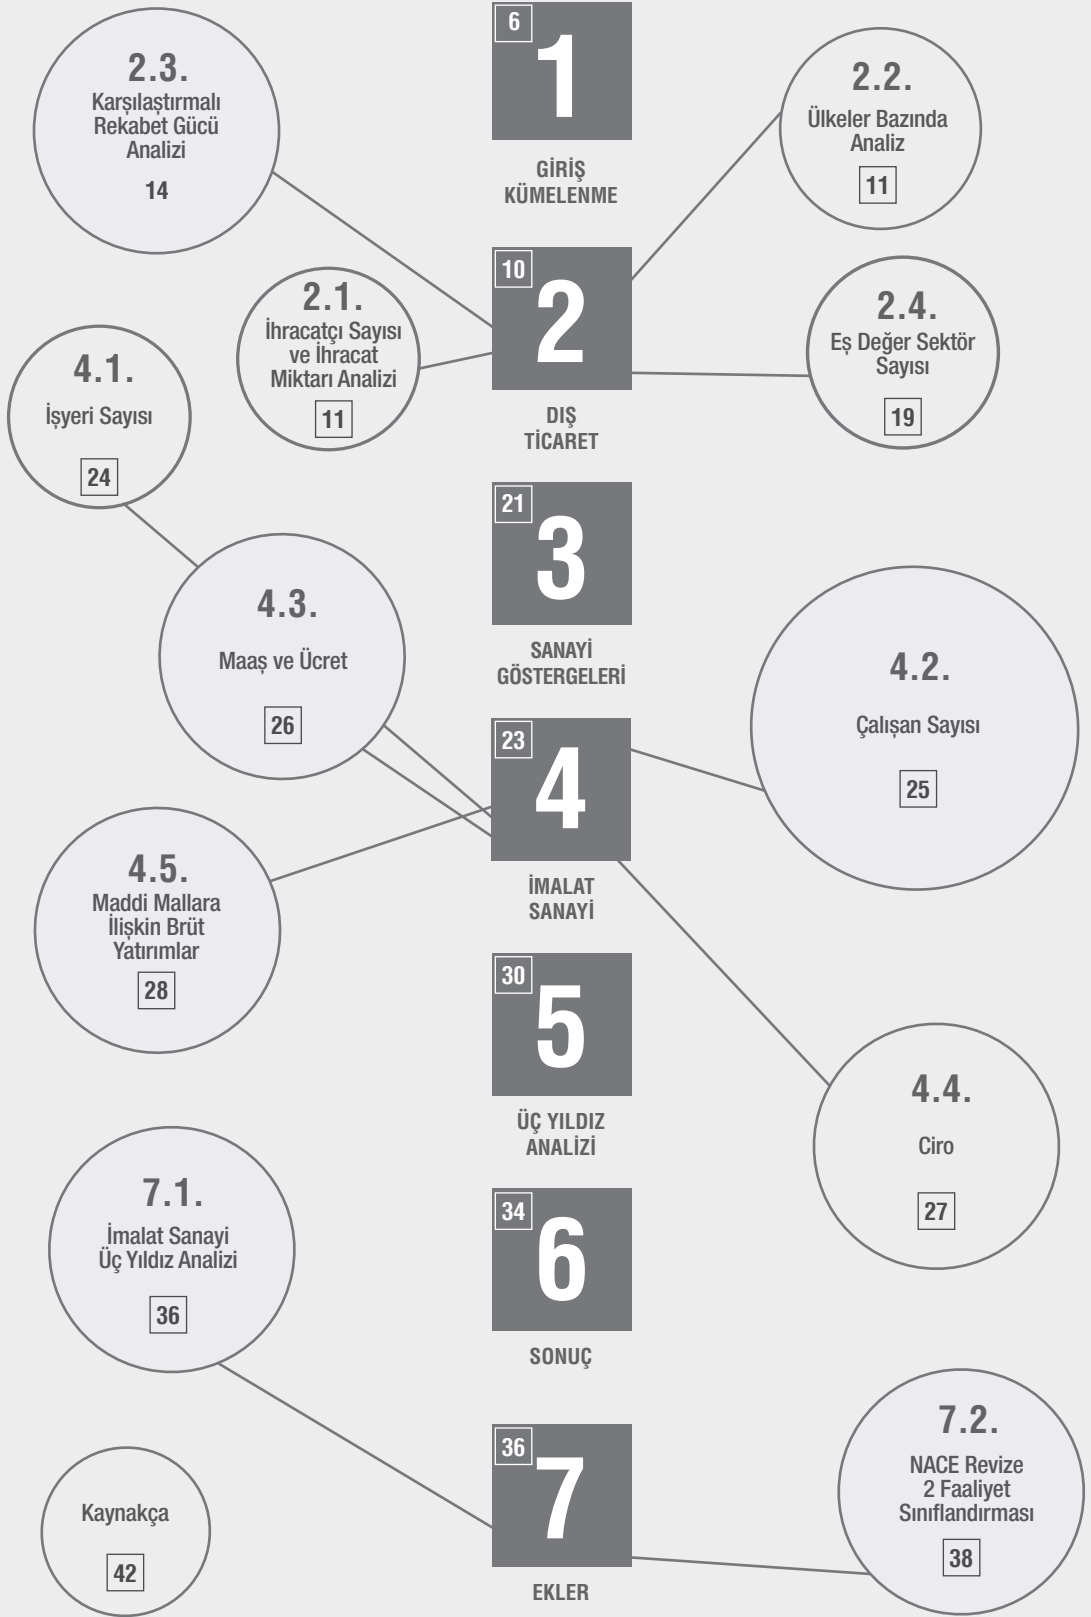 6
1
GİRİŞ
KÜMELENME
10
2
DIŞ
TİCARET
2.1.
İhracatçı Sayısı
ve İhracat
Miktarı Analizi
11
2.2.
Ülkeler Bazında
Analiz
11
2.3.
Karşılaştırmalı
Rekabet Gücü
Analizi
14
2.4.
Eş Değer Sektör
Sayısı
19
21
3
SANAYİ
GÖSTERGELERİ
23
4
İMALAT
SANAYİ
4.1.
İşyeri Sayısı
24
4.2.
Çalışan Sayısı
25
4.3.
Maaş ve Ücret
26
4.4.
Ciro
27
4.5.
Maddi Mallara
İlişkin Brüt
Yatırımlar
28
30
5
ÜÇ YILDIZ
ANALİZİ
34
6
SONUÇ
36
7
EKLER
7.1.
İmalat Sanayi
Üç Yıldız Analizi
36
7.2.
NACE Revize
2 Faaliyet
Sınıflandırması
38
Kaynakça
42